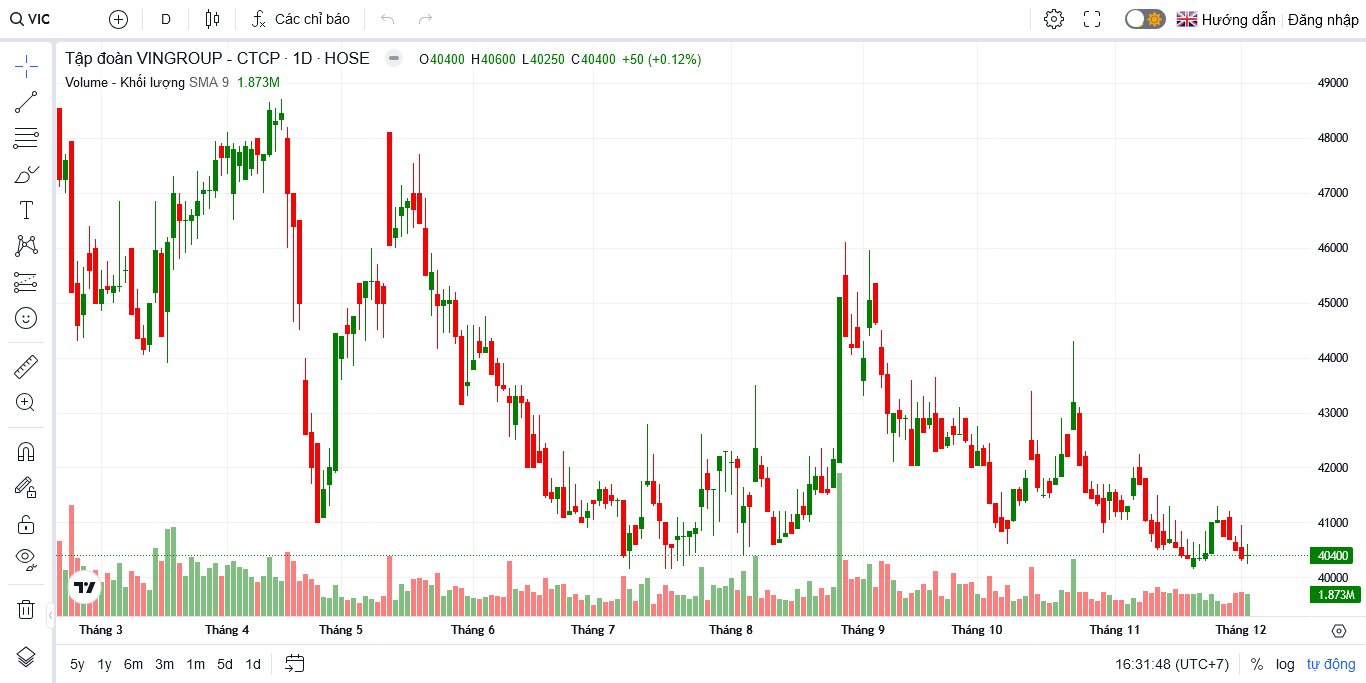 VIC D Các chỉ báo Hướng dẫn Đăng nhập
Tập đoàn VINGROUP - CTCP · 1D · HOSE O40400 H40600 L40250 C40400 +50 (+0.12%)
Volume - Khối lượng SMA 9 1.873M
49000
48000
47000
46000
45000
44000
43000
42000
41000
40400
40000
1.873M
Tháng 3 Tháng 4 Tháng 5 Tháng 6 Tháng 7 Tháng 8 Tháng 9 Tháng 10 Tháng 11 Tháng 12
5y 1y 6m 3m 1m 5d 1d 16:31:48 (UTC+7) % log tự động